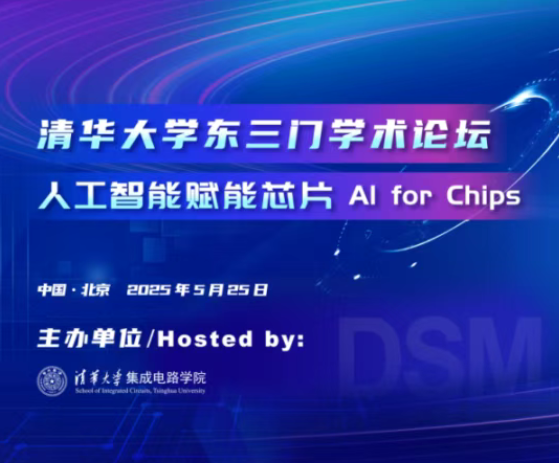 清华大学东三门学术论坛
人工智能赋能芯片 AI for Chips
中国·北京 2025年5月25日
主办单位/Hosted by:
清华大学集成电路学院
School of Integrated Circuits, Tsinghua University
DSM